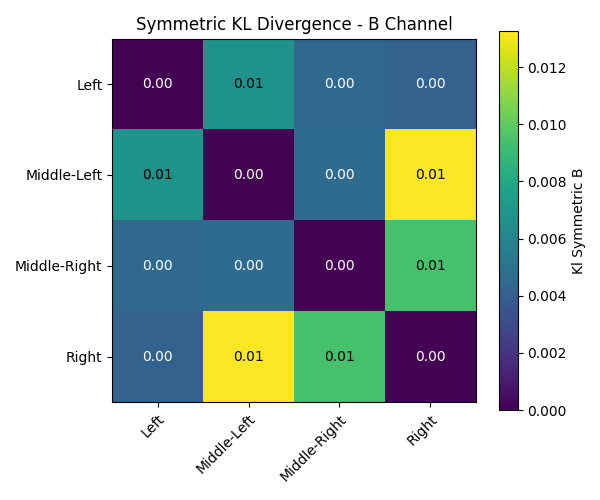 Symmetric KL Divergence - B Channel
Left 0.00 0.01 0.00 0.00
Middle-Left 0.01 0.00 0.00 0.01
Middle-Right 0.00 0.00 0.00 0.01
Right 0.00 0.01 0.01 0.00
Left Middle-Left Middle-Right Right
0.012
0.010
0.008
0.006
0.004
0.002
0.000
Kl Symmetric B